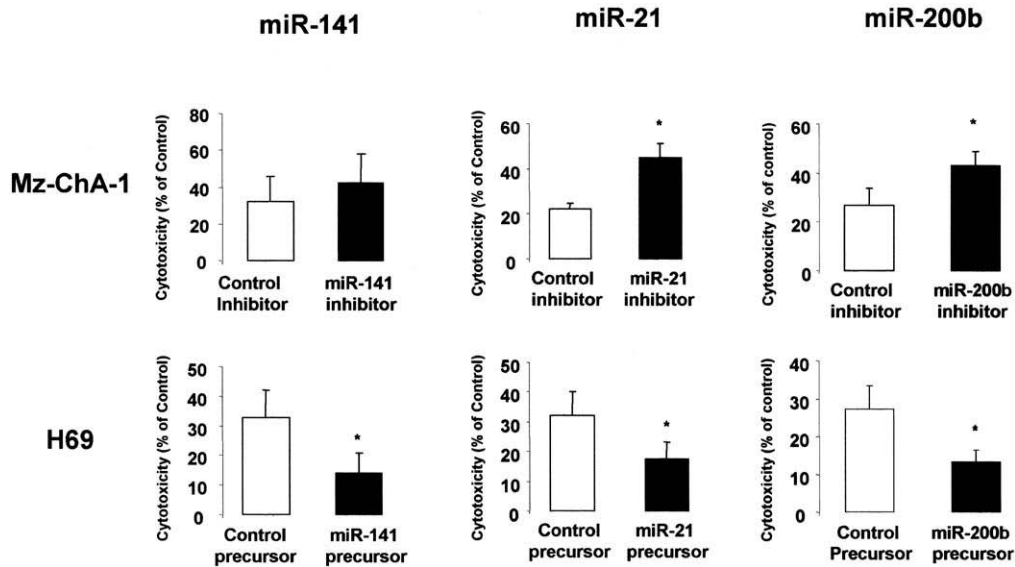 miR-141
miR-21
miR-200b
Mz-ChA-1
Cytotoxicity (% of Control)
80
60
40
20
0
Control
Inhibitor
miR-141
inhibitor
Cytotoxicity (% of Control)
60
40
20
0
*
Control
inhibitor
miR-21
inhibitor
Cytotoxicity (% of control)
60
40
20
0
*
Control
inhibitor
miR-200b
inhibitor
H69
Cytotoxicity (% of Control)
50
40
30
20
10
0
*
Control
precursor
miR-141
precursor
Cytotoxicity (% of Control)
50
40
30
20
10
0
*
Control
precursor
miR-21
precursor
Cytotoxicity (% of control)
40
30
20
10
0
*
Control
Precursor
miR-200b
precursor